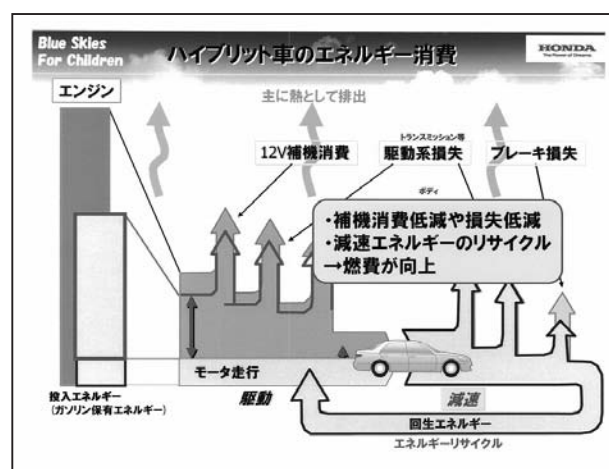 Blue Skies
For Children
ハイブリット車のエネルギー消費
HONDA
The Power of Dreams
エンジン
主に熱として排出
12V補機消費
トランスミッション等
駆動系損失
ブレーキ損失
ボディ
・補機消費低減や損失低減
・減速エネルギーのリサイクル
→燃費が向上
モータ走行
投入エネルギー
(ガソリン保有エネルギー)
駆動
減速
回生エネルギー
エネルギーリサイクル